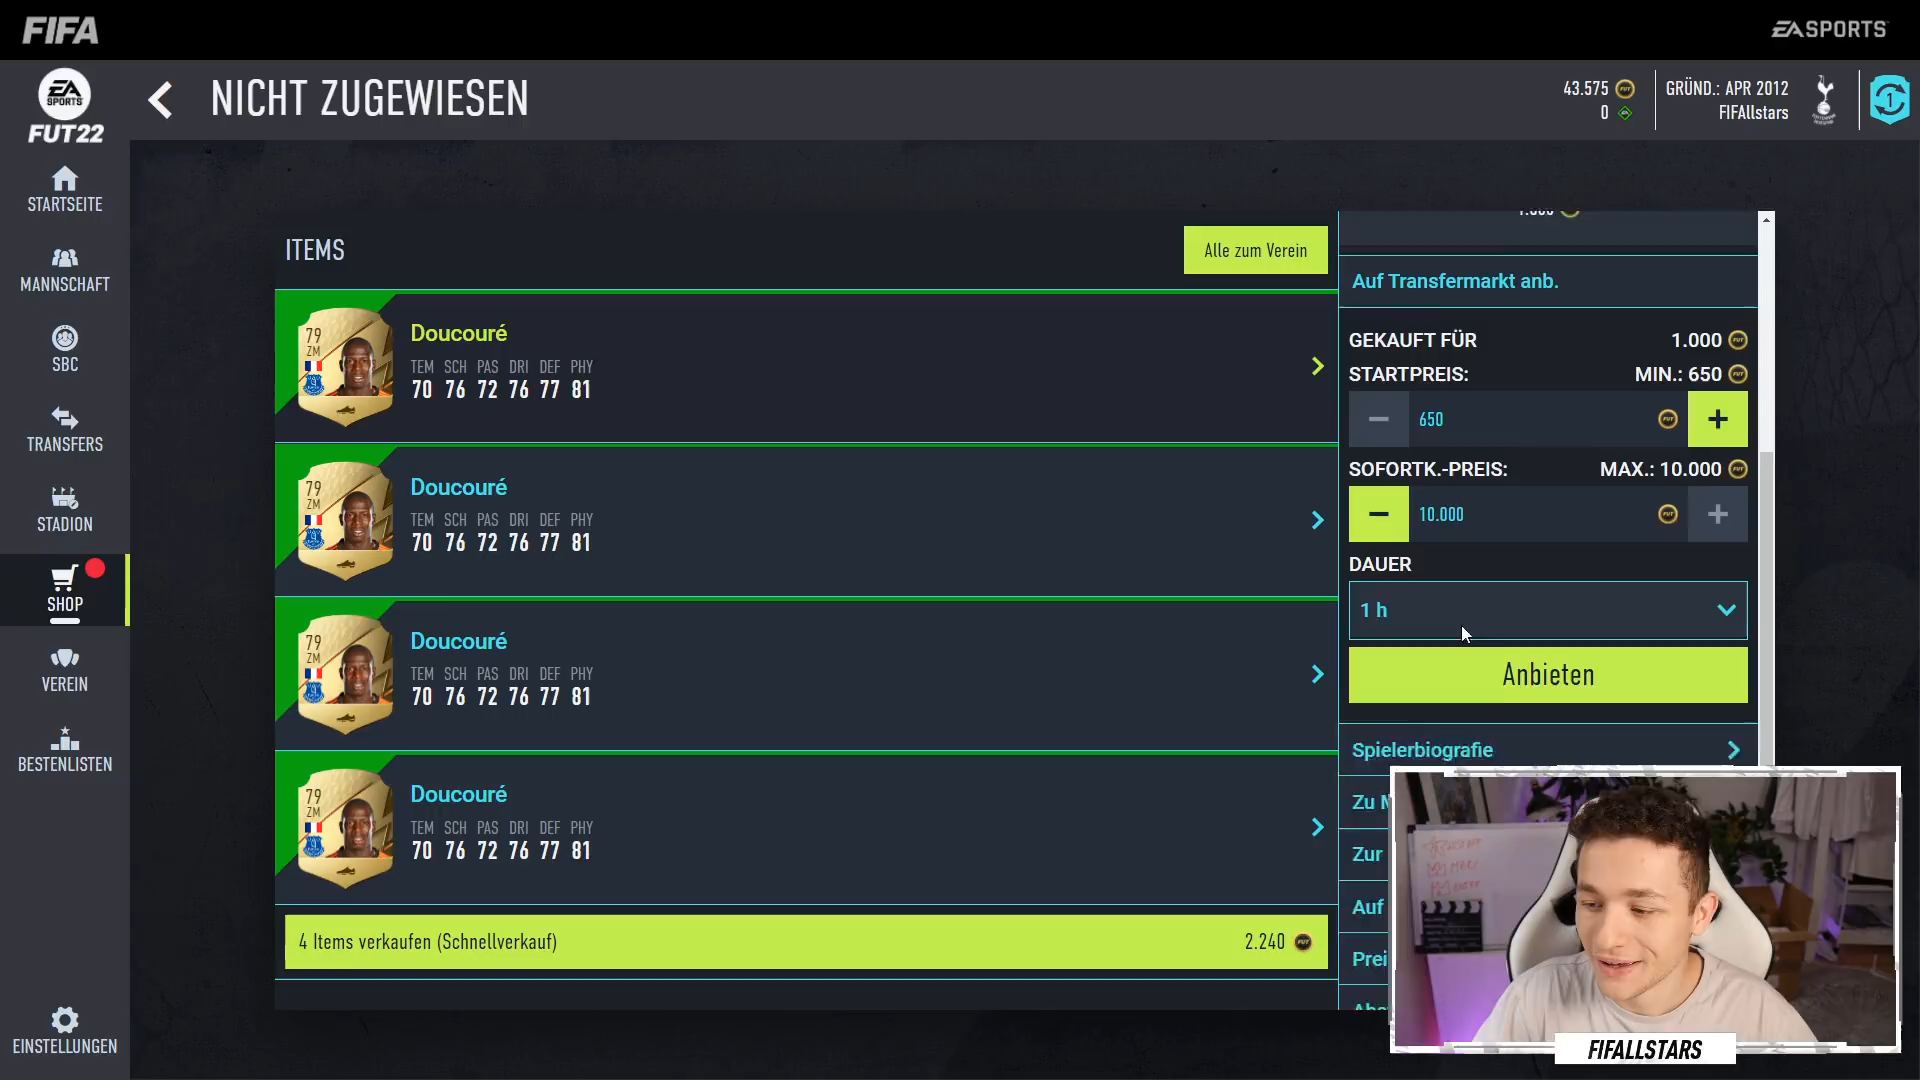 FIFA
EA SPORTS
EA SPORTS
FUT22
NICHT ZUGEWIESEN
43.575
0
GRÜND.: APR 2012
FIFAllstars
1
STARTSEITE
MANNSCHAFT
SBC
TRANSFERS
STADION
SHOP
VEREIN
BESTENLISTEN
EINSTELLUNGEN
ITEMS
Alle zum Verein
79
ZM
Doucouré
TEM SCH PAS DRI DEF PHY
70 76 72 76 77 81
79
ZM
Doucouré
TEM SCH PAS DRI DEF PHY
70 76 72 76 77 81
79
ZM
Doucouré
TEM SCH PAS DRI DEF PHY
70 76 72 76 77 81
79
ZM
Doucouré
TEM SCH PAS DRI DEF PHY
70 76 72 76 77 81
4 Items verkaufen (Schnellverkauf) 2.240
Auf Transfermarkt anb.
GEKAUFT FÜR 1.000
STARTPREIS: MIN.: 650
650
SOFORTK.-PREIS: MAX.: 10.000
10.000
DAUER
1 h
Anbieten
Spielerbiografie
Zu
Zur
Auf
Prei
FIFALLSTARS